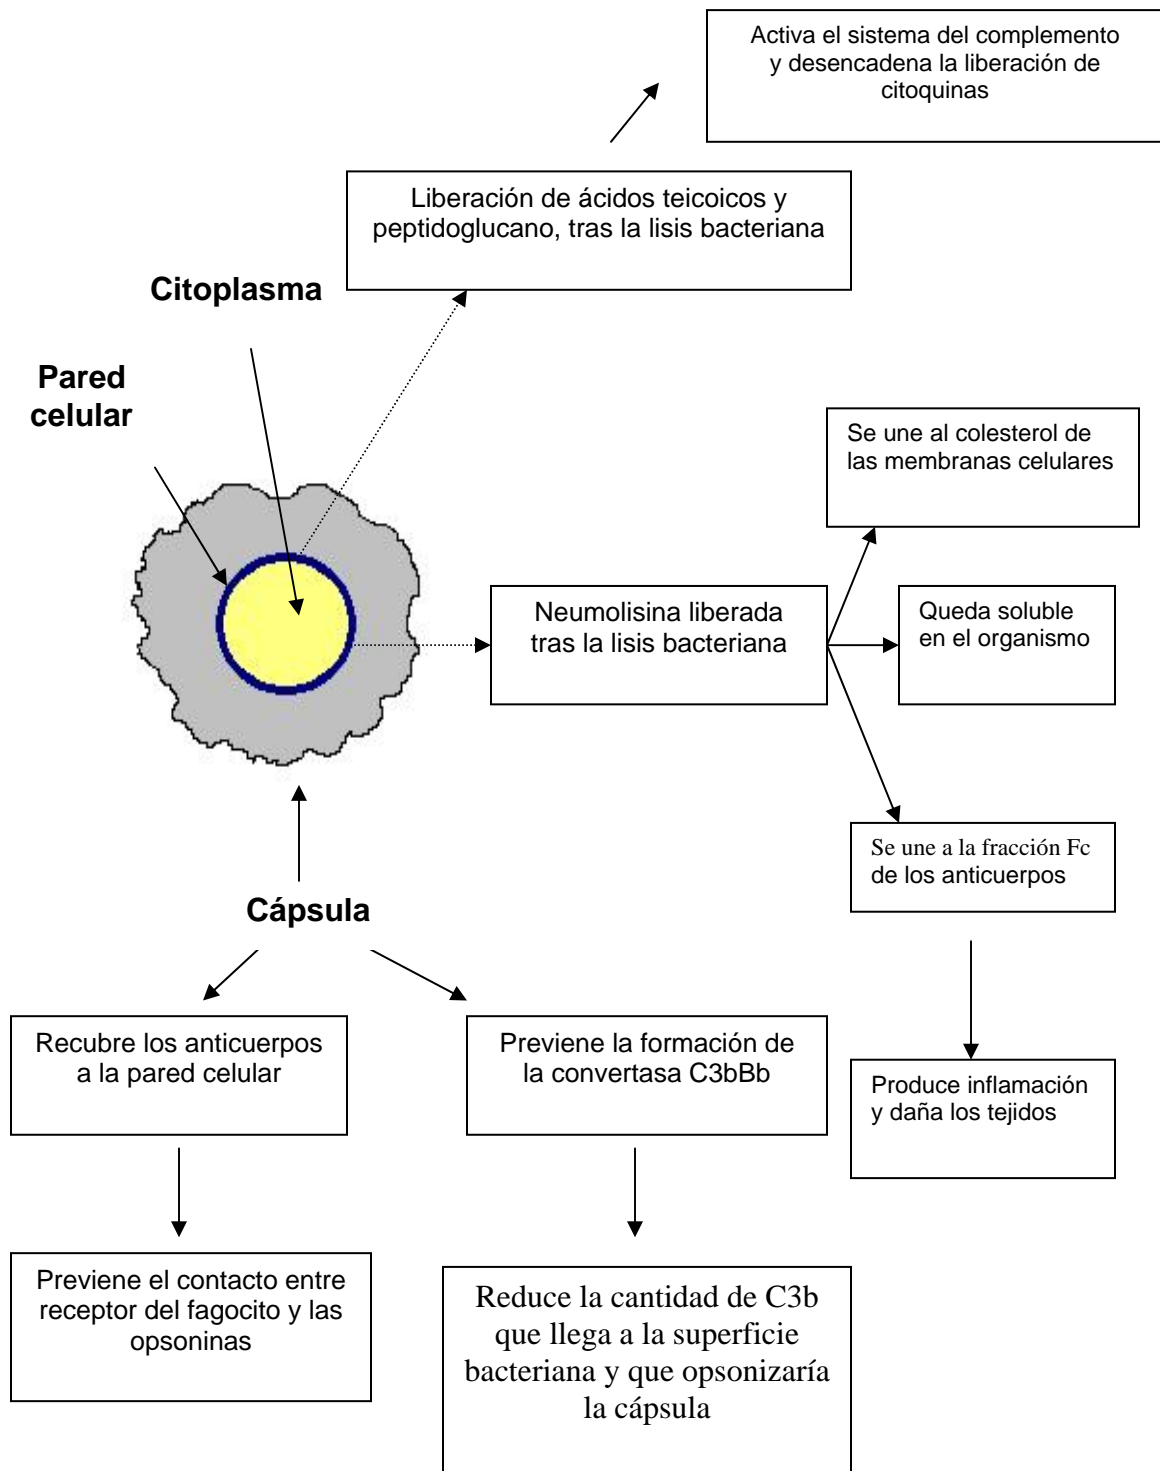 Activa el sistema del complemento
y desencadena la liberación de
citoquinas
Liberación de ácidos teicoicos y
peptidoglucano, tras la lisis bacteriana
Citoplasma
Pared
celular
Se une al colesterol de
las membranas celulares
Neumolisina liberada
tras la lisis bacteriana
Queda soluble
en el organismo
Se une a la fracción Fc
de los anticuerpos
Cápsula
Recubre los anticuerpos
a la pared celular
Previene la formación de
la convertasa C3bBb
Produce inflamación
y daña los tejidos
Previene el contacto entre
receptor del fagocito y las
opsoninas
Reduce la cantidad de C3b
que llega a la superficie
bacteriana y que opsonizaría
la cápsula